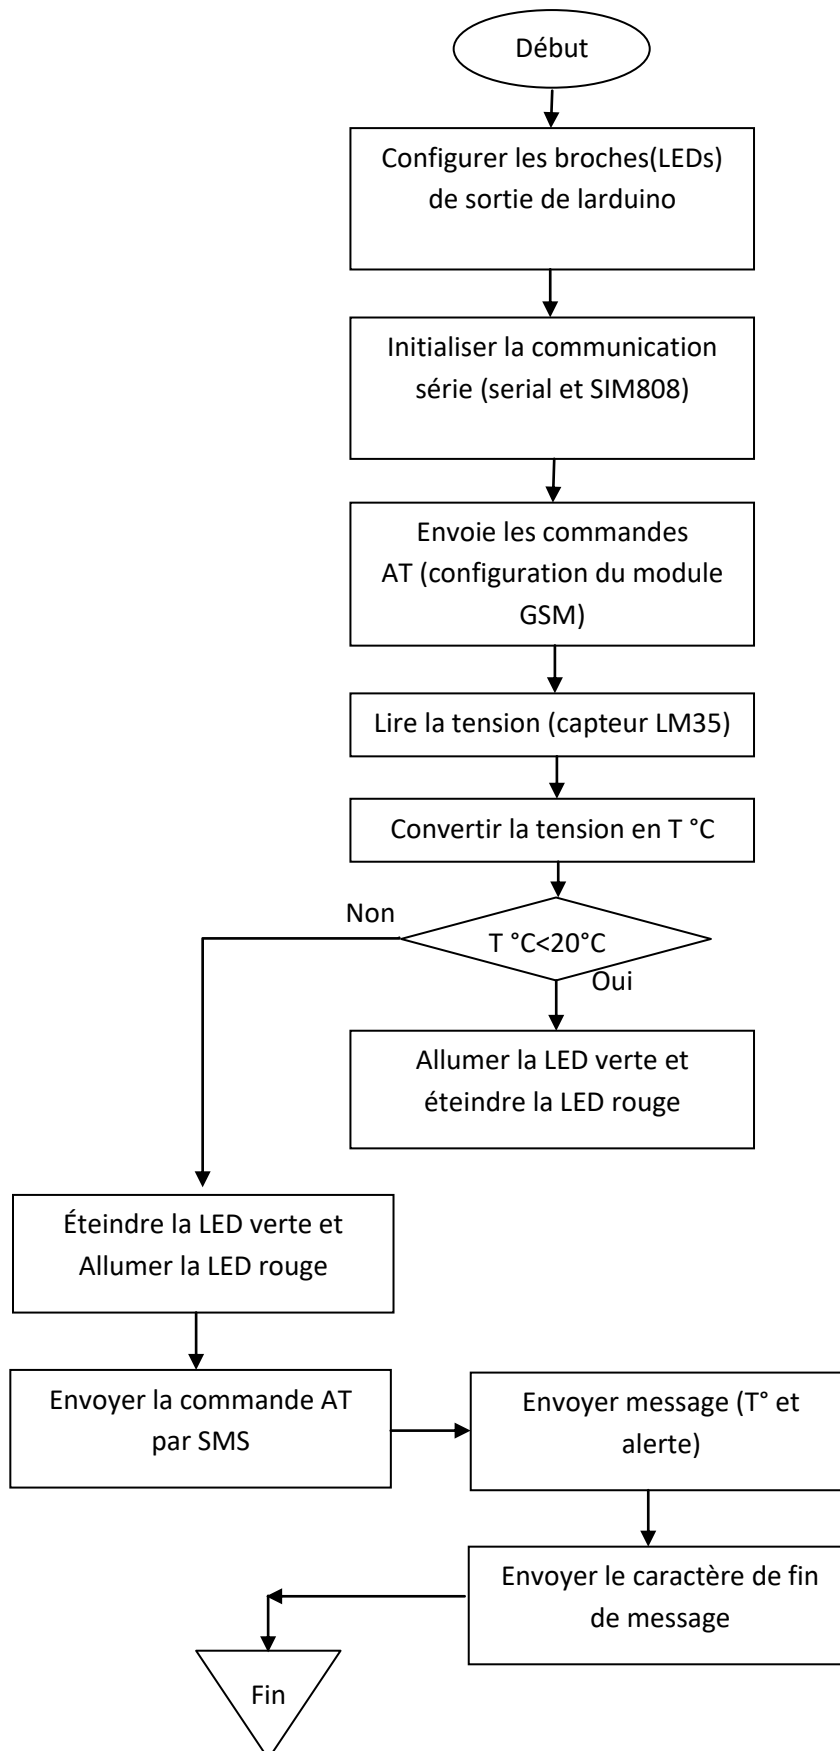 Début
Configurer les broches(LEDs)
de sortie de larduino
Initialiser la communication
série (serial et SIM808)
Envoie les commandes
AT (configuration du module
GSM)
Lire la tension (capteur LM35)
Convertir la tension en T °C
Non
T °C<20°C
Oui
Allumer la LED verte et
éteindre la LED rouge
Éteindre la LED verte et
Allumer la LED rouge
Envoyer la commande AT
par SMS
Envoyer message (T° et
alerte)
Envoyer le caractère de fin
de message
Fin